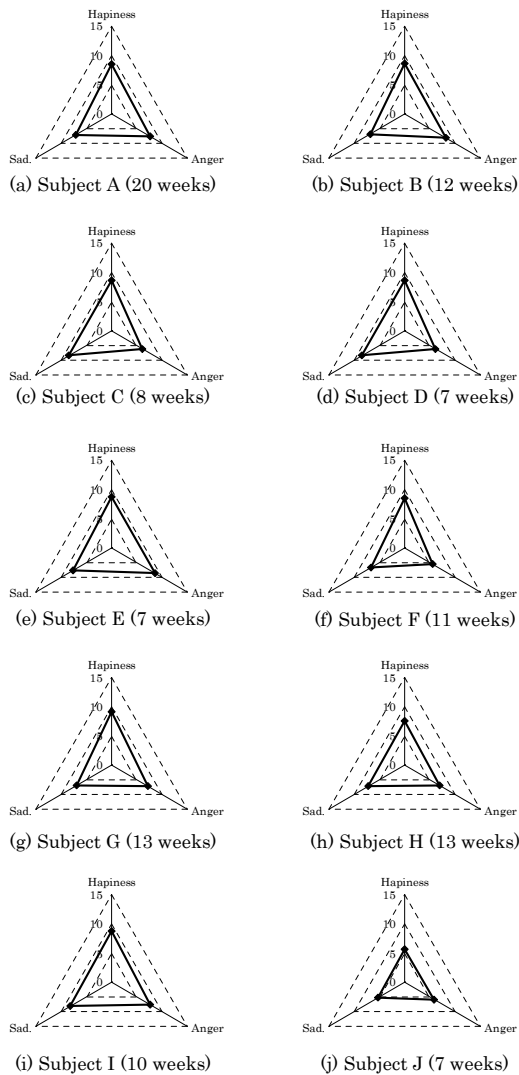 Hapiness Hapiness
15 15
10 10
5 5
0 0
Sad. Anger Sad. Anger
(a) Subject A (20 weeks) (b) Subject B (12 weeks)
Hapiness Hapiness
15 15
10 10
5 5
0 0
Sad. Anger Sad. Anger
(c) Subject C (8 weeks) (d) Subject D (7 weeks)
Hapiness Hapiness
15 15
10 10
5 5
0 0
Sad. Anger Sad. Anger
(e) Subject E (7 weeks) (f) Subject F (11 weeks)
Hapiness Hapiness
15 15
10 10
5 5
0 0
Sad. Anger Sad. Anger
(g) Subject G (13 weeks) (h) Subject H (13 weeks)
Hapiness Hapiness
15 15
10 10
5 5
0 0
Sad. Anger Sad. Anger
(i) Subject I (10 weeks) (j) Subject J (7 weeks)